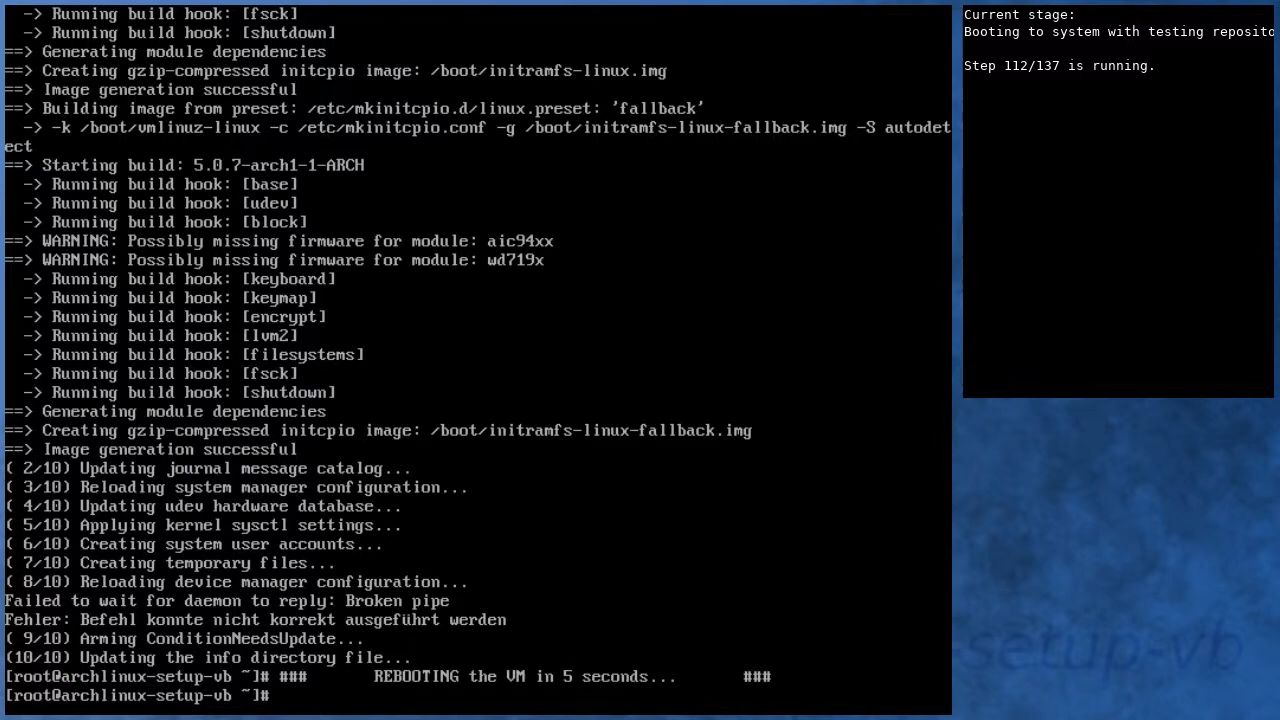 -> Running build hook: [fsck]
  -> Running build hook: [shutdown]
==> Generating module dependencies
==> Creating gzip-compressed initcpio image: /boot/initramfs-linux.img
==> Image generation successful
==> Building image from preset: /etc/mkinitcpio.d/linux.preset: 'fallback'
  -> -k /boot/vmlinuz-linux -c /etc/mkinitcpio.conf -g /boot/initramfs-linux-fallback.img -S autodet
ect
==> Starting build: 5.0.7-arch1-1-ARCH
  -> Running build hook: [base]
  -> Running build hook: [udev]
  -> Running build hook: [block]
==> WARNING: Possibly missing firmware for module: aic94xx
==> WARNING: Possibly missing firmware for module: wd719x
  -> Running build hook: [keyboard]
  -> Running build hook: [keymap]
  -> Running build hook: [encrypt]
  -> Running build hook: [lvm2]
  -> Running build hook: [filesystems]
  -> Running build hook: [fsck]
  -> Running build hook: [shutdown]
==> Generating module dependencies
==> Creating gzip-compressed initcpio image: /boot/initramfs-linux-fallback.img
==> Image generation successful
( 2/10) Updating journal message catalog...
( 3/10) Reloading system manager configuration...
( 4/10) Updating udev hardware database...
( 5/10) Applying kernel sysctl settings...
( 6/10) Creating system user accounts...
( 7/10) Creating temporary files...
( 8/10) Reloading device manager configuration...
Failed to wait for daemon to reply: Broken pipe
Fehler: Befehl konnte nicht korrekt ausgeführt werden
( 9/10) Arming ConditionNeedsUpdate...
(10/10) Updating the info directory file...
[root@archlinux-setup-vb ~]# ###       REBOOTING the VM in 5 seconds...       ###
[root@archlinux-setup-vb ~]#
Current stage:
Booting to system with testing reposito
Step 112/137 is running.
setup-vb